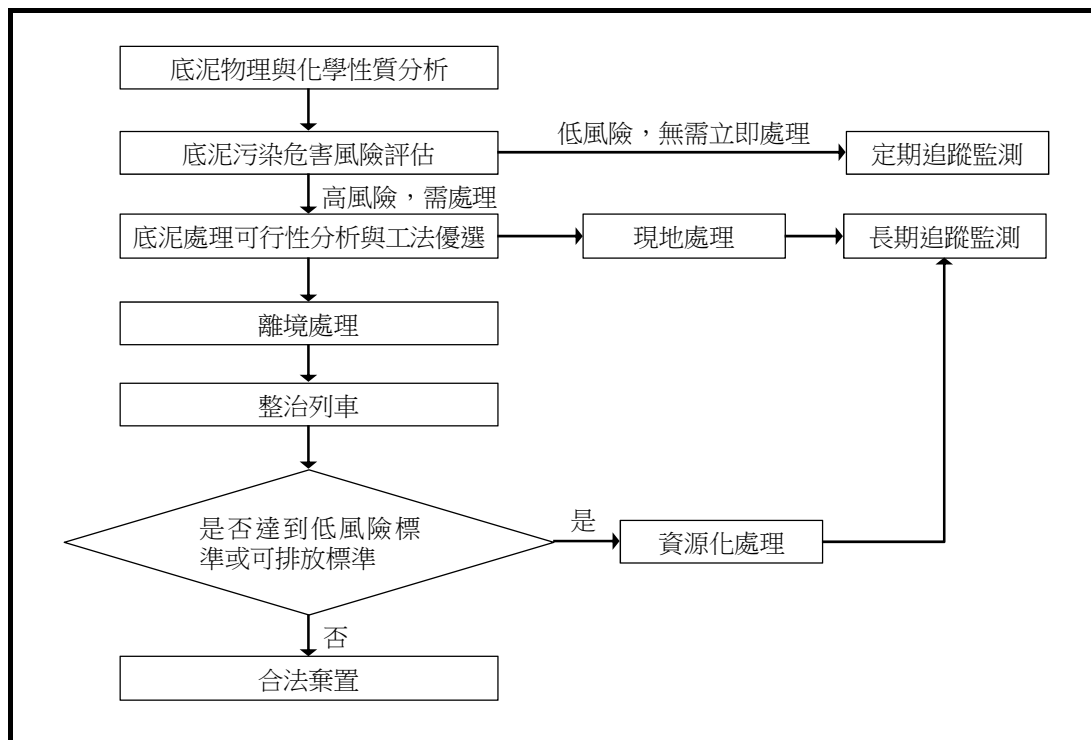 底泥物理與化學性質分析
底泥污染危害風險評估
低風險，無需立即處理
定期追蹤監測
高風險，需處理
底泥處理可行性分析與工法優選
現地處理
長期追蹤監測
離境處理
整治列車
是否達到低風險標
準或可排放標準
是
資源化處理
否
合法棄置